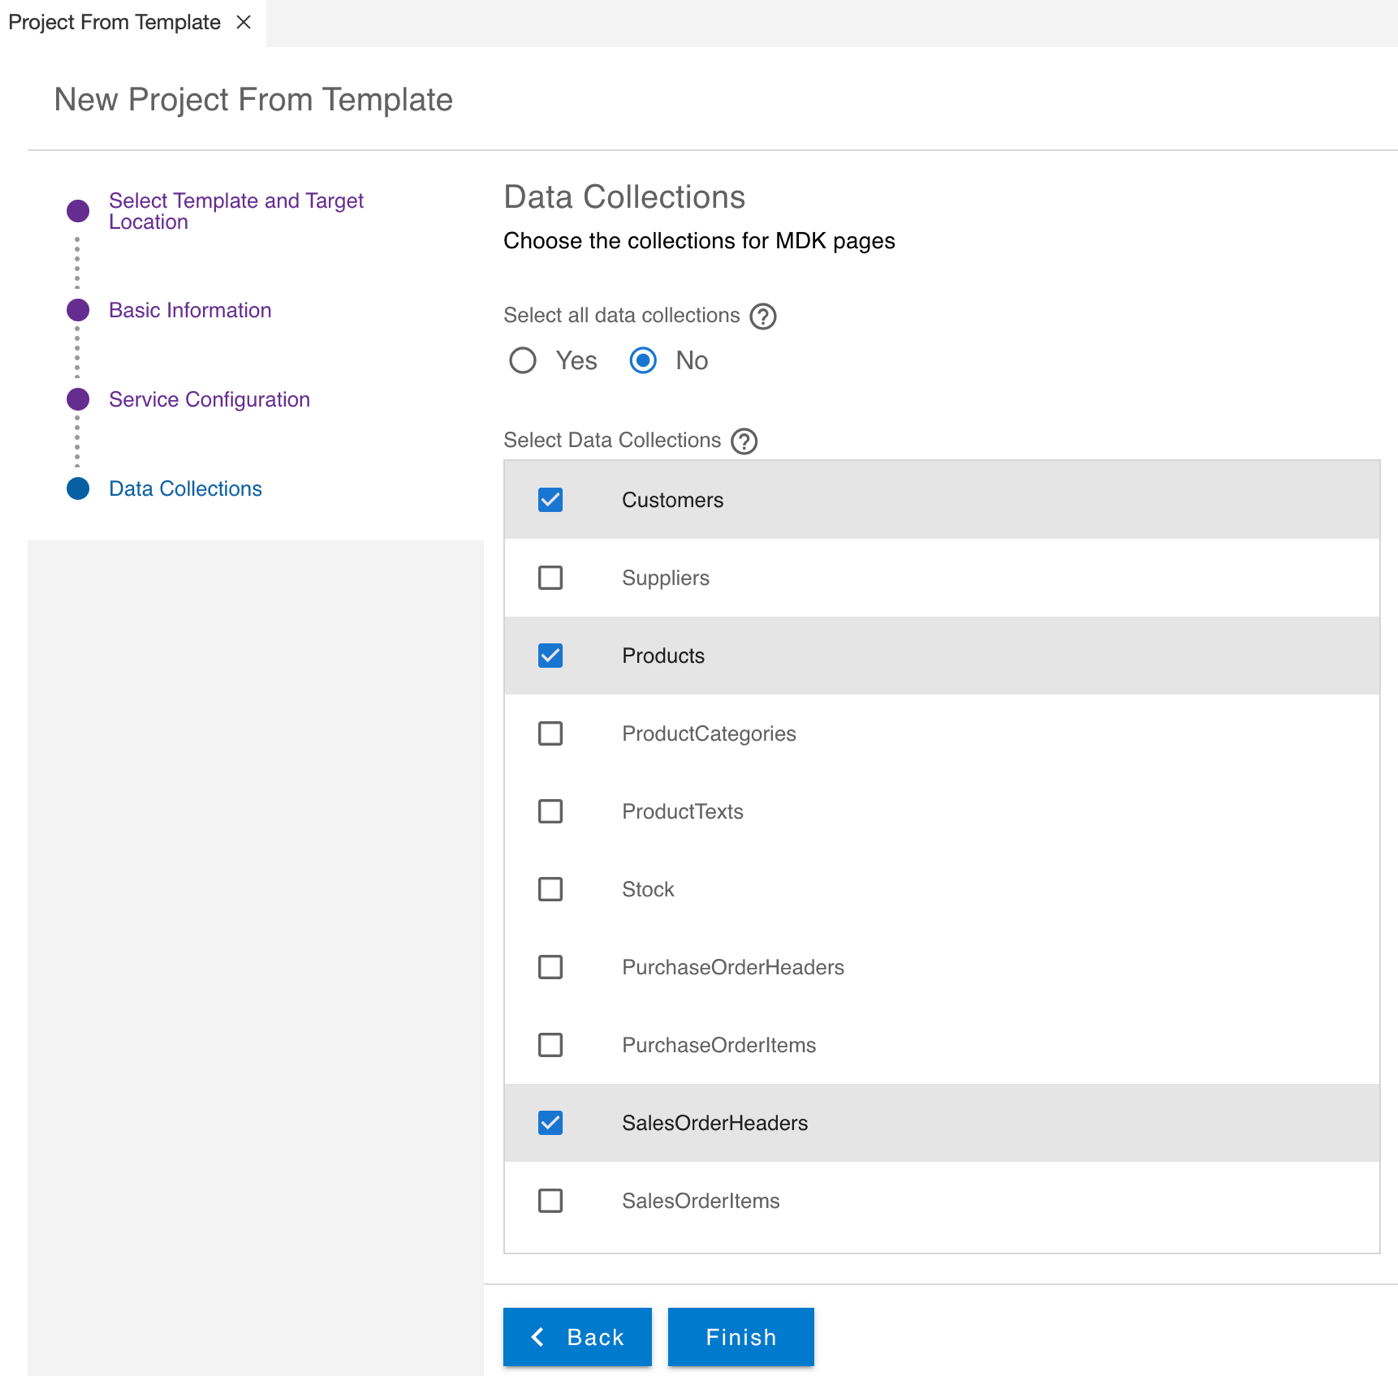 Project From Template
New Project From Template
Select Template and Target
Location
Basic Information
Service Configuration
Data Collections
Data Collections
Choose the collections for MDK pages
Select all data collections ?
Yes No
Select Data Collections ?
Customers
Suppliers
Products
ProductCategories
ProductTexts
Stock
PurchaseOrderHeaders
PurchaseOrderItems
SalesOrderHeaders
SalesOrderItems
Back Finish